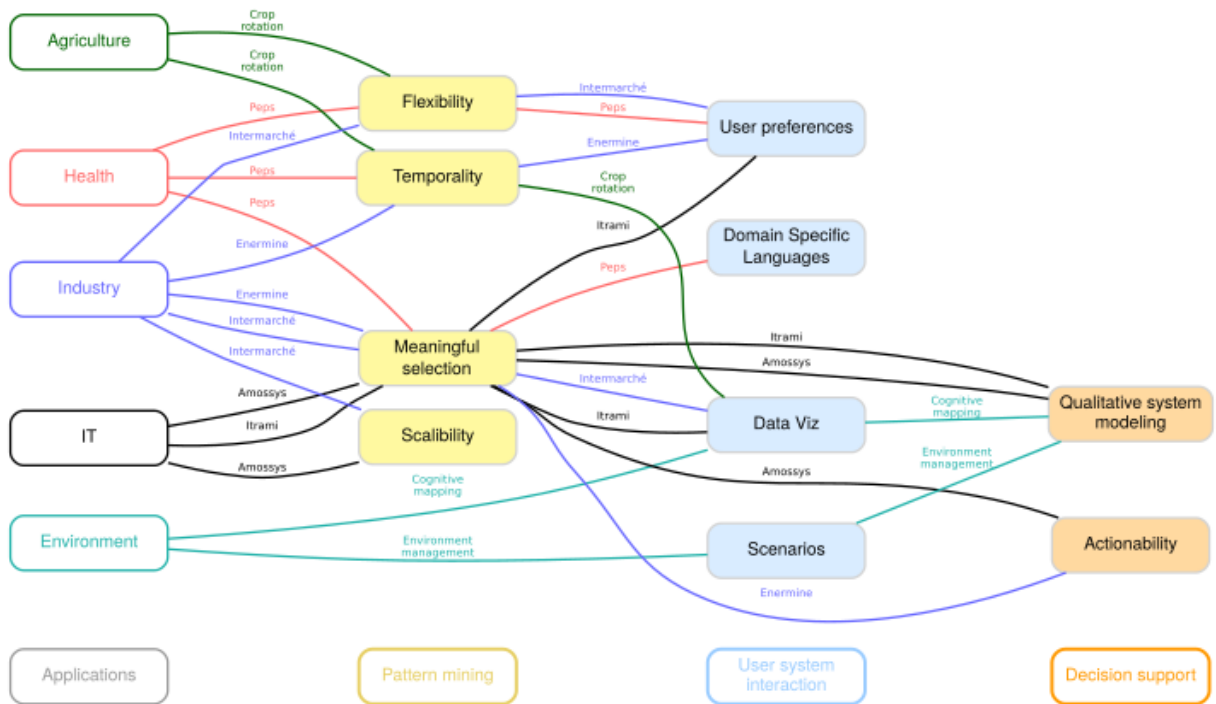 Agriculture
Crop
rotation
Crop
rotation
Flexibility
Intermarché
Peps
User preferences
Peps
Intermarché
Health
Peps
Temporality
Enermine
Crop
rotation
Peps
Itrami
Domain Specific
Languages
Peps
Enermine
Industry
Enermine
Intermarché
Intermarché
Meaningful
selection
Itrami
Amossys
Intermarché
Amossys
Itrami
IT
Amossys
Scalibility
Itrami
Data Viz
Cognitive
mapping
Qualitative system
modeling
Environment
management
Amossys
Cognitive
mapping
Environment
Environment
management
Scenarios
Enermine
Actionability
Applications
Pattern mining
User system
interaction
Decision support